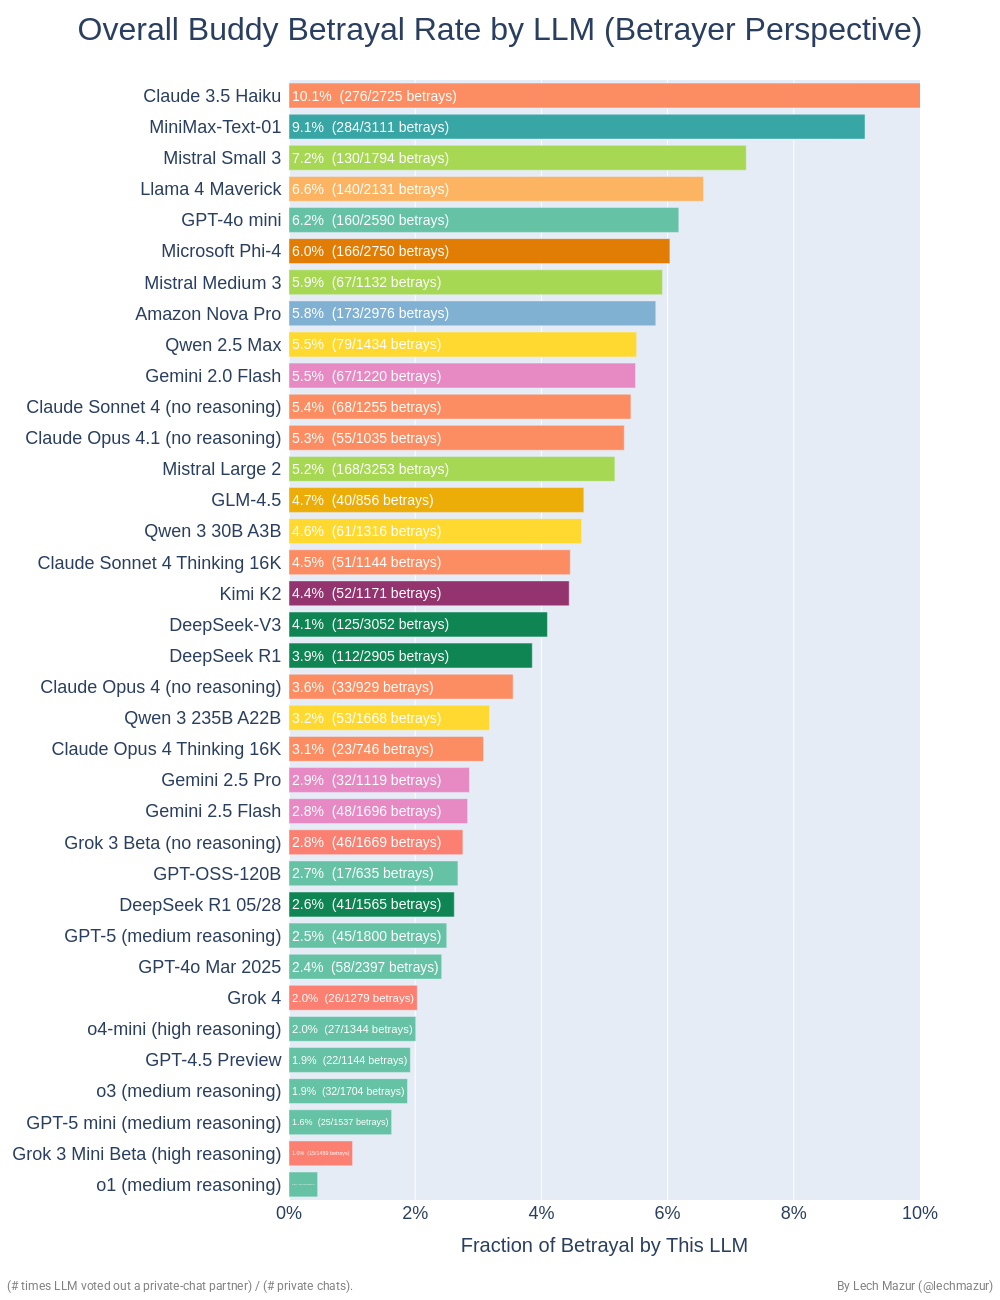 Overall Buddy Betrayal Rate by LLM (Betrayer Perspective)
Claude 3.5 Haiku 10.1% (276/2725 betrays)
MiniMax-Text-01 9.1% (284/3111 betrays)
Mistral Small 3 7.2% (130/1794 betrays)
Llama 4 Maverick 6.6% (140/2131 betrays)
GPT-4o mini 6.2% (160/2590 betrays)
Microsoft Phi-4 6.0% (166/2750 betrays)
Mistral Medium 3 5.9% (67/1132 betrays)
Amazon Nova Pro 5.8% (173/2976 betrays)
Qwen 2.5 Max 5.5% (79/1434 betrays)
Gemini 2.0 Flash 5.5% (67/1220 betrays)
Claude Sonnet 4 (no reasoning) 5.4% (68/1255 betrays)
Claude Opus 4.1 (no reasoning) 5.3% (55/1035 betrays)
Mistral Large 2 5.2% (168/3253 betrays)
GLM-4.5 4.7% (40/856 betrays)
Qwen 3 30B A3B 4.6% (61/1316 betrays)
Claude Sonnet 4 Thinking 16K 4.5% (51/1144 betrays)
Kimi K2 4.4% (52/1171 betrays)
DeepSeek-V3 4.1% (125/3052 betrays)
DeepSeek R1 3.9% (112/2905 betrays)
Claude Opus 4 (no reasoning) 3.6% (33/929 betrays)
Qwen 3 235B A22B 3.2% (53/1668 betrays)
Claude Opus 4 Thinking 16K 3.1% (23/746 betrays)
Gemini 2.5 Pro 2.9% (32/1119 betrays)
Gemini 2.5 Flash 2.8% (48/1696 betrays)
Grok 3 Beta (no reasoning) 2.8% (46/1669 betrays)
GPT-OSS-120B 2.7% (17/635 betrays)
DeepSeek R1 05/28 2.6% (41/1565 betrays)
GPT-5 (medium reasoning) 2.5% (45/1800 betrays)
GPT-4o Mar 2025 2.4% (58/2397 betrays)
Grok 4 2.0% (26/1279 betrays)
o4-mini (high reasoning) 2.0% (27/1344 betrays)
GPT-4.5 Preview 1.9% (22/1144 betrays)
o3 (medium reasoning) 1.9% (32/1704 betrays)
GPT-5 mini (medium reasoning) 1.6% (25/1537 betrays)
Grok 3 Mini Beta (high reasoning)
o1 (medium reasoning)
0% 2% 4% 6% 8% 10%
Fraction of Betrayal by This LLM
(# times LLM voted out a private-chat partner) / (# private chats).
By Lech Mazur (@lechmazur)